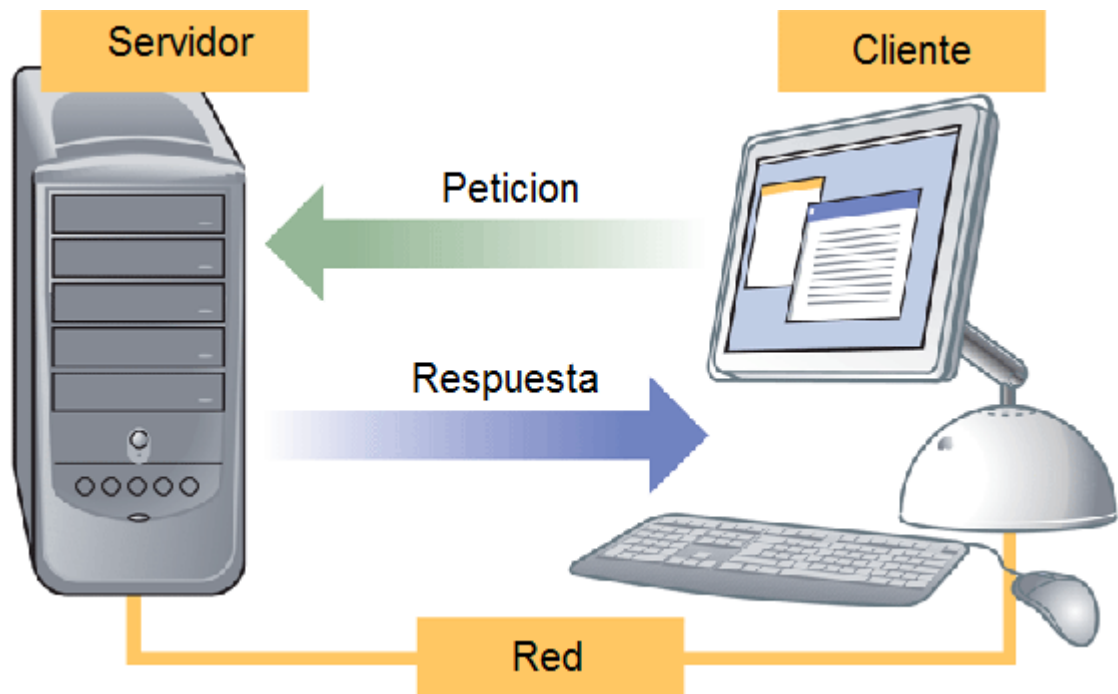 Servidor
Cliente
Peticion
Respuesta
Red